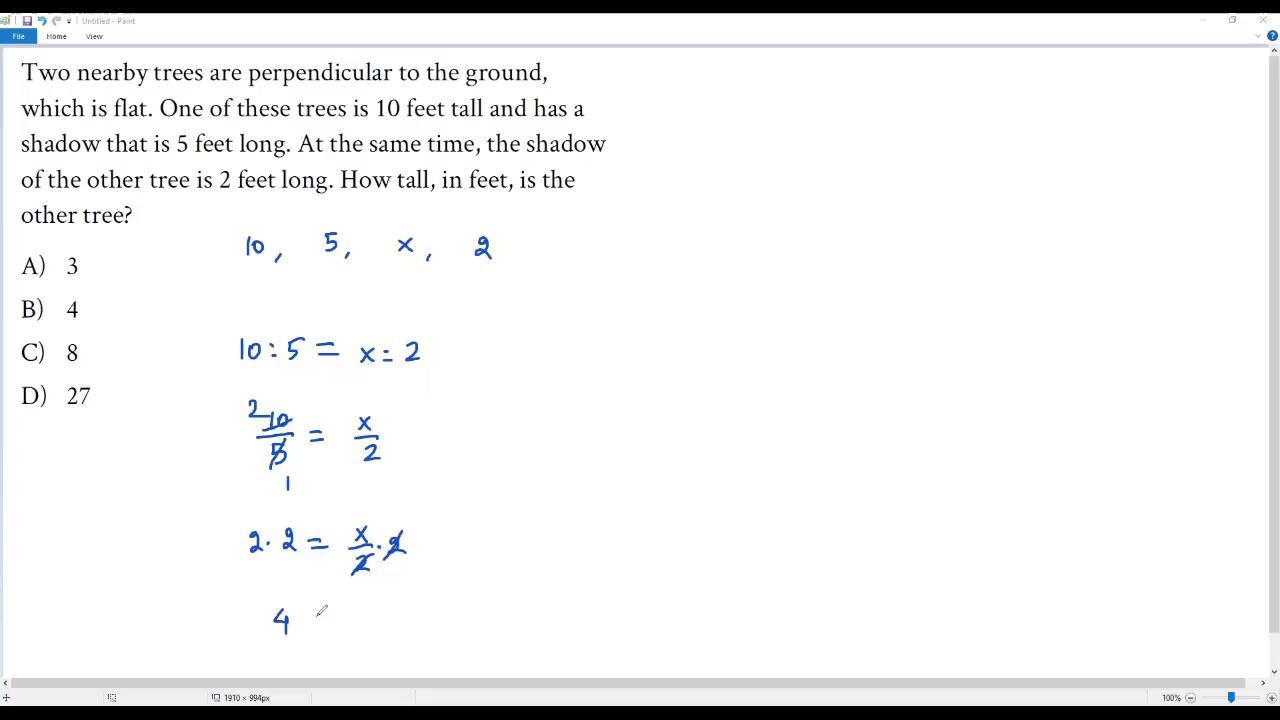 Untitled - Paint
File Home View
Two nearby trees are perpendicular to the ground,
which is flat. One of these trees is 10 feet tall and has a
shadow that is 5 feet long. At the same time, the shadow
of the other tree is 2 feet long. How tall, in feet, is the
other tree?
10, 5, x, 2
A) 3
B) 4
C) 8
D) 27
10 : 5 = x = 2
2 10
5 = x
2
1
2 · 2 = x
2 · 2
4
1910 × 994px 100%